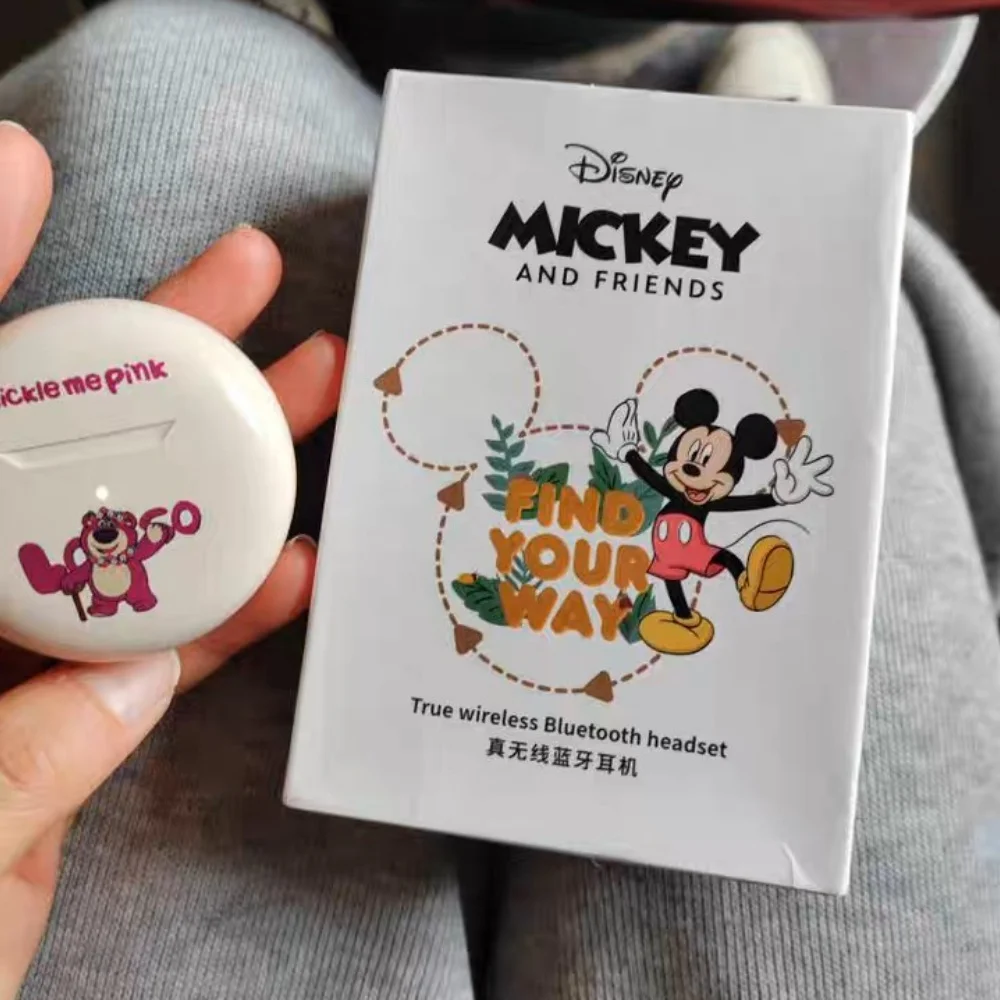 ickle me pink
LOSO
Disney
MICKEY
AND FRIENDS
FIND
YOUR
WAY
True wireless Bluetooth headset
真无线蓝牙耳机